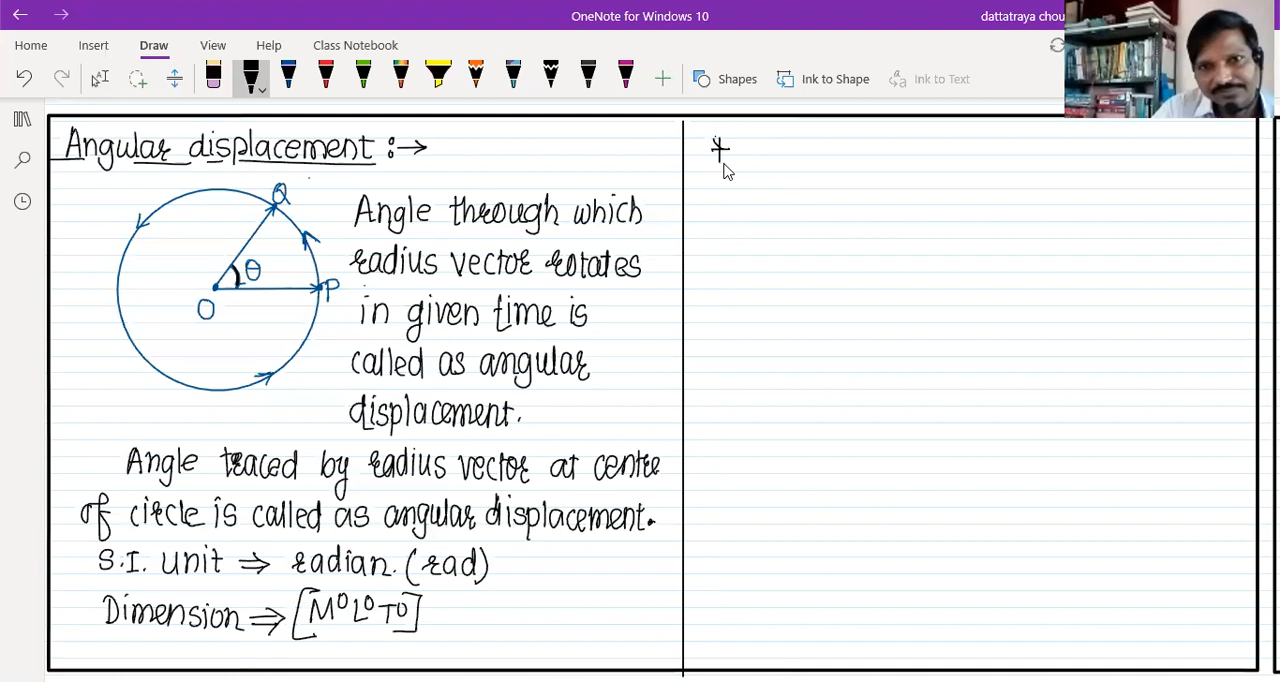 OneNote for Windows 10
dattatraya chou
Home Insert Draw View Help Class Notebook
Shapes Ink to Shape Ink to Text
Angular displacement :→
Q
θ
O
P
Angle through which
radius vector rotates
in given time is
called as angular
displacement.
Angle traced by radius vector at centre
of circle is called as angular displacement.
S.I. unit ⇒ radian. (rad)
Dimension ⇒ [M⁰L⁰T⁰]